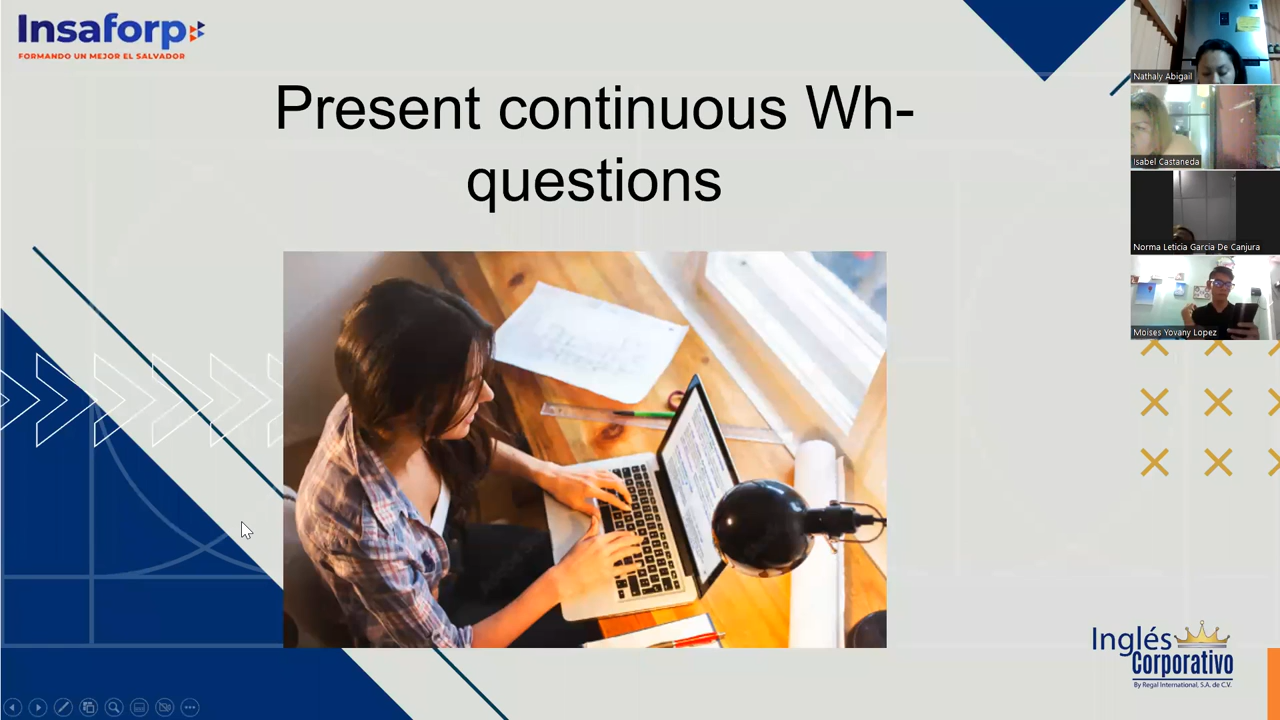 Insaforp
FORMANDO UN MEJOR EL SALVADOR
Present continuous Wh-
questions
Nathaly Abigail
Isabel Castaneda
Norma Leticia Garcia De Canjura
Moises Yovany Lopez
Inglés
Corporativo
By Regal International, S.A. de C.V.